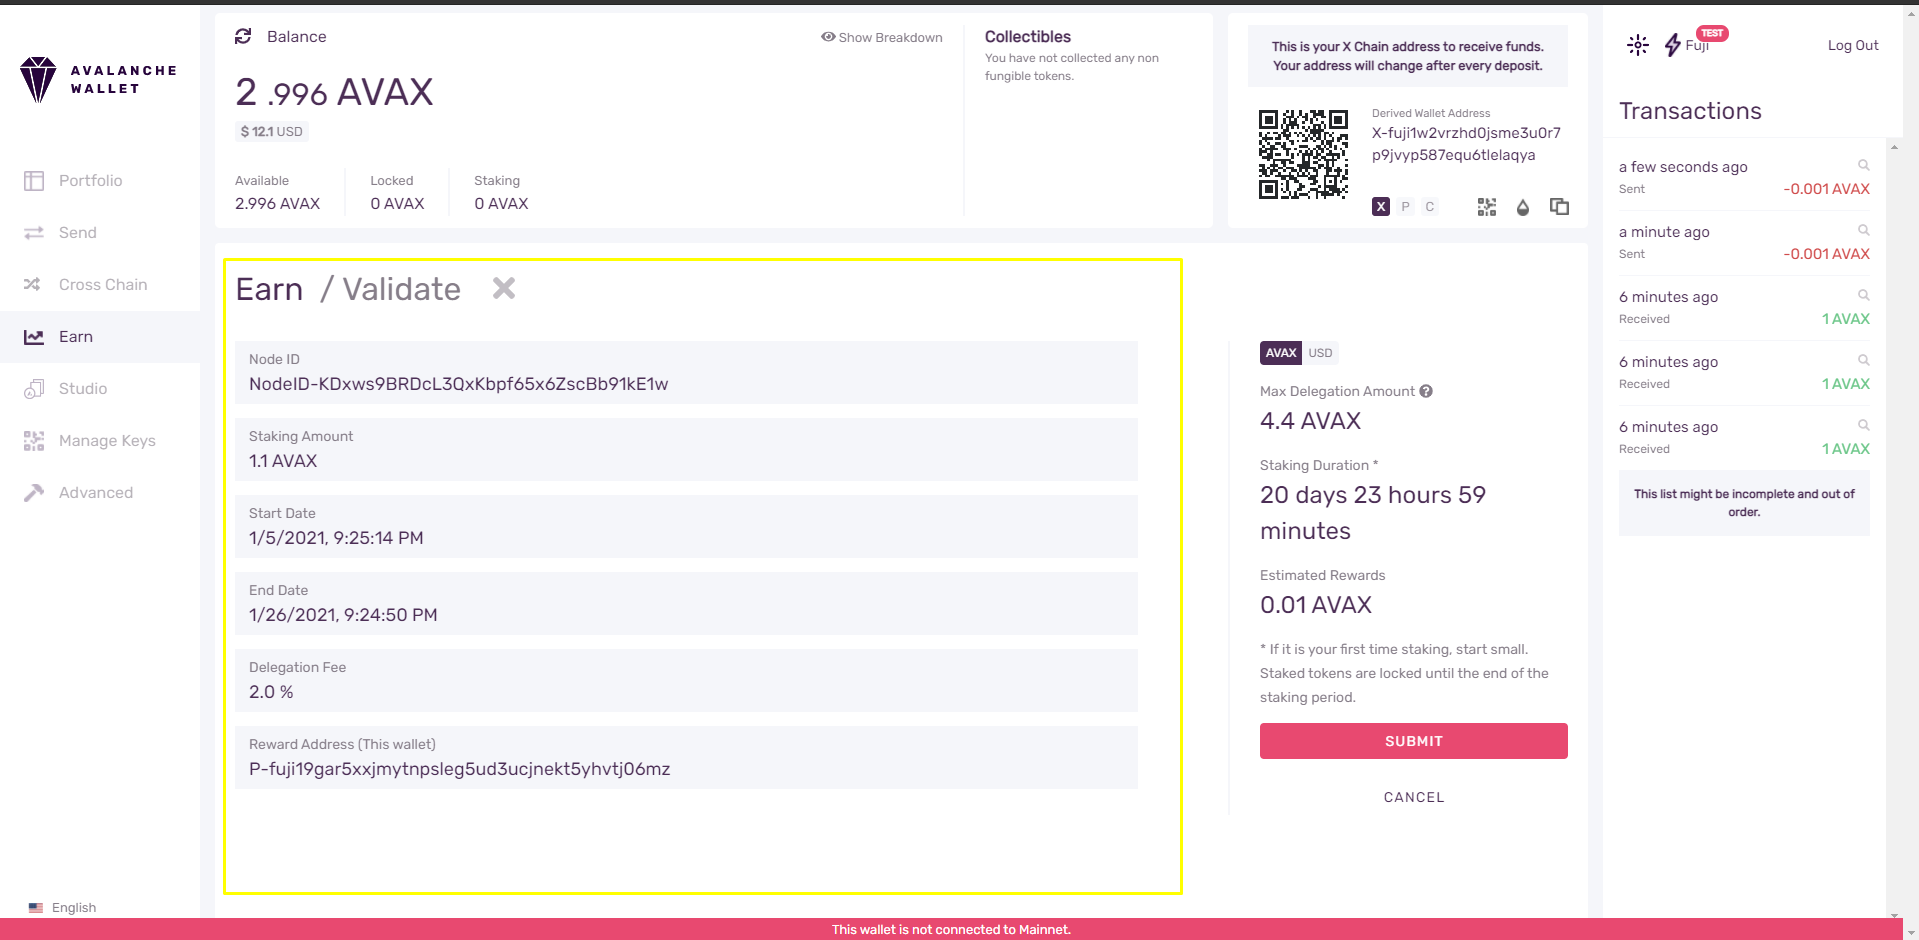 AVALANCHE
WALLET
Portfolio
Send
Cross Chain
Earn
Studio
Manage Keys
Advanced
English
Balance
Show Breakdown
2 .996 AVAX
$ 12.1 USD
Available
2.996 AVAX
Locked
0 AVAX
Staking
0 AVAX
Collectibles
You have not collected any non
fungible tokens.
This is your X Chain address to receive funds.
Your address will change after every deposit.
Derived Wallet Address
X-fuji1w2vrzhd0jsme3u0r7
p9jvyp587equ6tlelaqya
X P C
Earn / Validate
Node ID
NodeID-KDxws9BRDcL3QxKbpf65x6ZscBb91kE1w
Staking Amount
1.1 AVAX
Start Date
1/5/2021, 9:25:14 PM
End Date
1/26/2021, 9:24:50 PM
Delegation Fee
2.0 %
Reward Address (This wallet)
P-fuji19gar5xxjmytnpsleg5ud3ucjnekt5yhvtj06mz
AVAX USD
Max Delegation Amount
4.4 AVAX
Staking Duration *
20 days 23 hours 59
minutes
Estimated Rewards
0.01 AVAX
* If it is your first time staking, start small.
Staked tokens are locked until the end of the
staking period.
SUBMIT
CANCEL
TEST
Fuji
Log Out
Transactions
a few seconds ago
Sent -0.001 AVAX
a minute ago
Sent -0.001 AVAX
6 minutes ago
Received 1 AVAX
6 minutes ago
Received 1 AVAX
6 minutes ago
Received 1 AVAX
This list might be incomplete and out of
order.
This wallet is not connected to Mainnet.